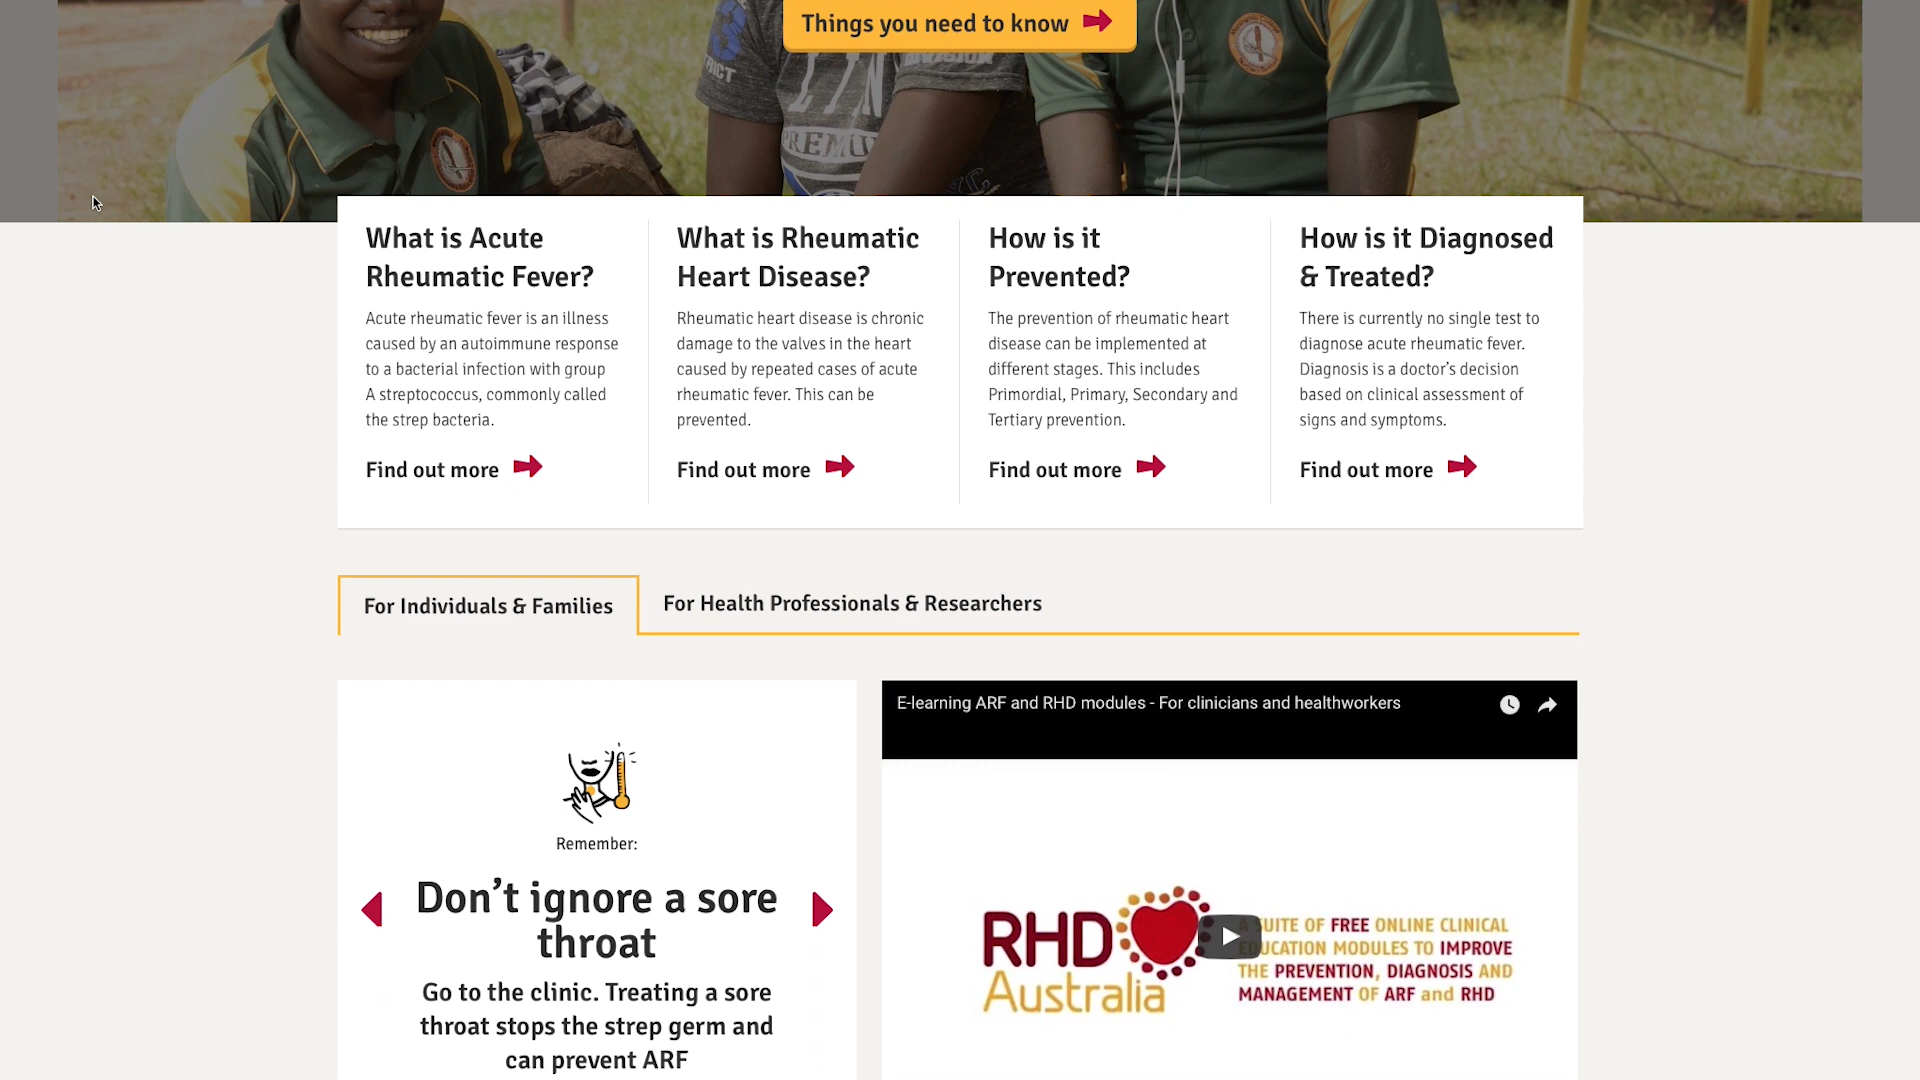 Things you need to know
RICT
PREMIUM
What is Acute
Rheumatic Fever?
Acute rheumatic fever is an illness
caused by an autoimmune response
to a bacterial infection with group
A streptococcus, commonly called
the strep bacteria.
Find out more
What is Rheumatic
Heart Disease?
Rheumatic heart disease is chronic
damage to the valves in the heart
caused by repeated cases of acute
rheumatic fever. This can be
prevented.
Find out more
How is it
Prevented?
The prevention of rheumatic heart
disease can be implemented at
different stages. This includes
Primordial, Primary, Secondary and
Tertiary prevention.
Find out more
How is it Diagnosed
& Treated?
There is currently no single test to
diagnose acute rheumatic fever.
Diagnosis is a doctor’s decision
based on clinical assessment of
signs and symptoms.
Find out more
For Individuals & Families
For Health Professionals & Researchers
Remember:
Don’t ignore a sore
throat
Go to the clinic. Treating a sore
throat stops the strep germ and
can prevent ARF
E-learning ARF and RHD modules - For clinicians and healthworkers
RHD
Australia
A SUITE OF FREE ONLINE CLINICAL
EDUCATION MODULES TO IMPROVE
THE PREVENTION, DIAGNOSIS AND
MANAGEMENT OF ARF and RHD